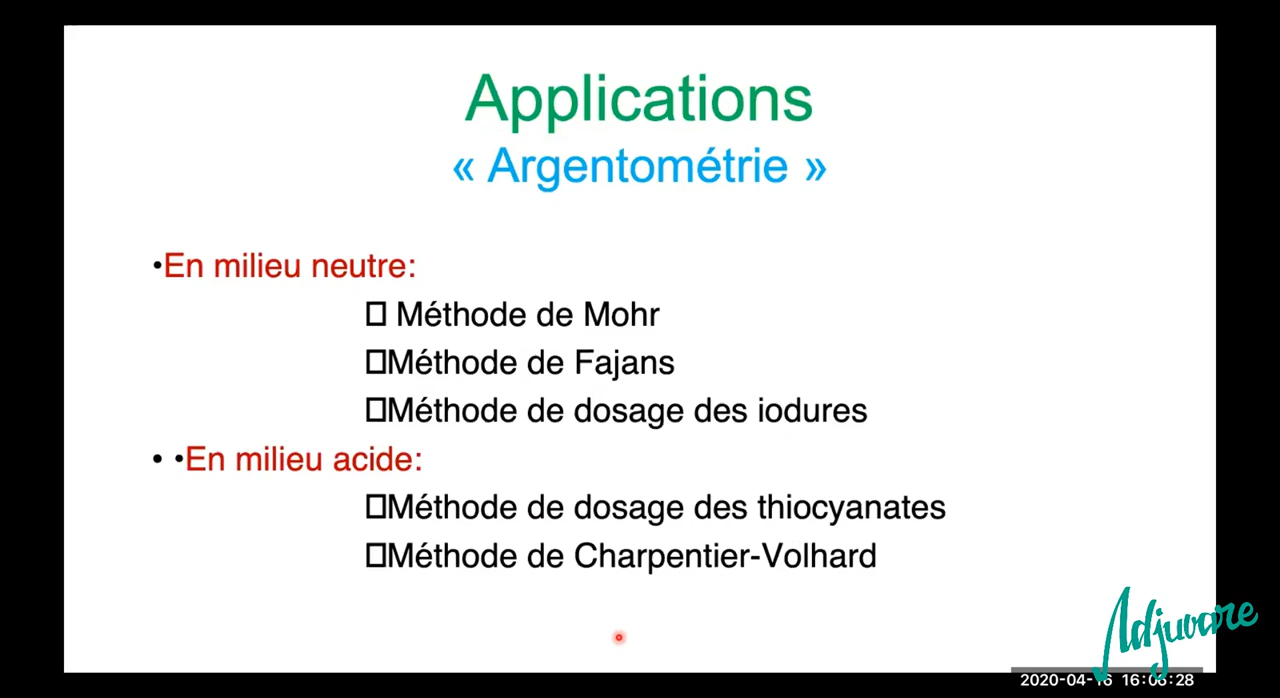 Applications
« Argentométrie »
•En milieu neutre:
□ Méthode de Mohr
□Méthode de Fajans
□Méthode de dosage des iodures
• •En milieu acide:
□Méthode de dosage des thiocyanates
□Méthode de Charpentier-Volhard
Adjuvare
2020-04-16 16:06:28